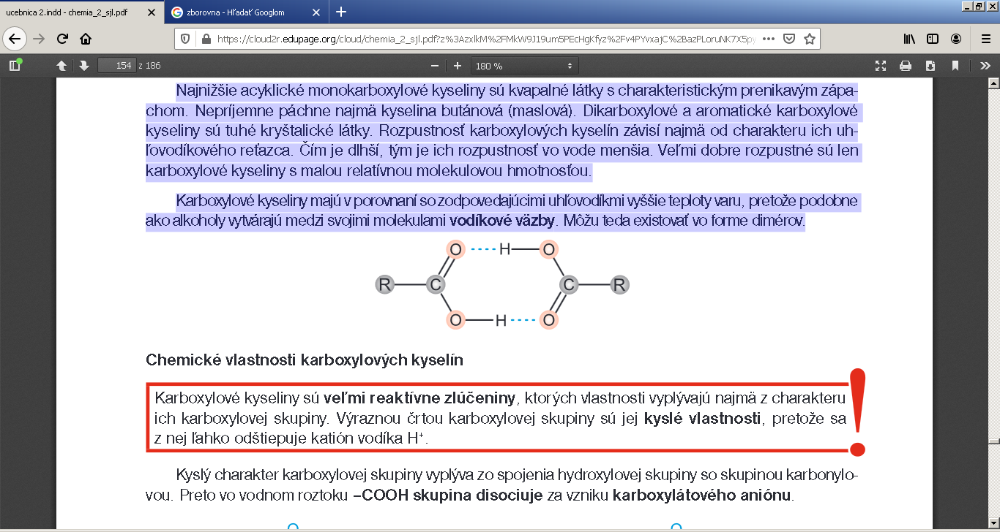 ucebnica 2.indd - chemia_2_sjl.pdf
zborovna - Hľadať Googlom
https://cloud2r.edupage.org/cloud/chemia_2_sjl.pdf?z%3AzxlkM%2FMkW9J19um5PEcHgKfyz%2Fv4PYvxajC%2BazPLoruNK7X5py
154 z 186
180 %
Najnižšie acyklické monokarboxylové kyseliny sú kvapalné látky s charakteristickým prenikavým zápa-
chom. Nepríjemne páchne najmä kyselina butánová (maslová). Dikarboxylové a aromatické karboxylové
kyseliny sú tuhé kryštalické látky. Rozpustnosť karboxylových kyselín závisí najmä od charakteru ich uh-
ľovodíkového reťazca. Čím je dlhší, tým je ich rozpustnosť vo vode menšia. Veľmi dobre rozpustné sú len
karboxylové kyseliny s malou relatívnou molekulovou hmotnosťou.
Karboxylové kyseliny majú v porovnaní so zodpovedajúcimi uhľovodíkmi vyššie teploty varu, pretože podobne
ako alkoholy vytvárajú medzi svojimi molekulami vodíkové väzby. Môžu teda existovať vo forme dimérov.
O H O
R C C R
O H O
Chemické vlastnosti karboxylových kyselín
Karboxylové kyseliny sú veľmi reaktívne zlúčeniny, ktorých vlastnosti vyplývajú najmä z charakteru
ich karboxylovej skupiny. Výraznou črtou karboxylovej skupiny sú jej kyslé vlastnosti, pretože sa
z nej ľahko odštiepuje katión vodíka H⁺.
Kyslý charakter karboxylovej skupiny vyplýva zo spojenia hydroxylovej skupiny so skupinou karbonylo-
vou. Preto vo vodnom roztoku –COOH skupina disociuje za vzniku karboxylátového aniónu.